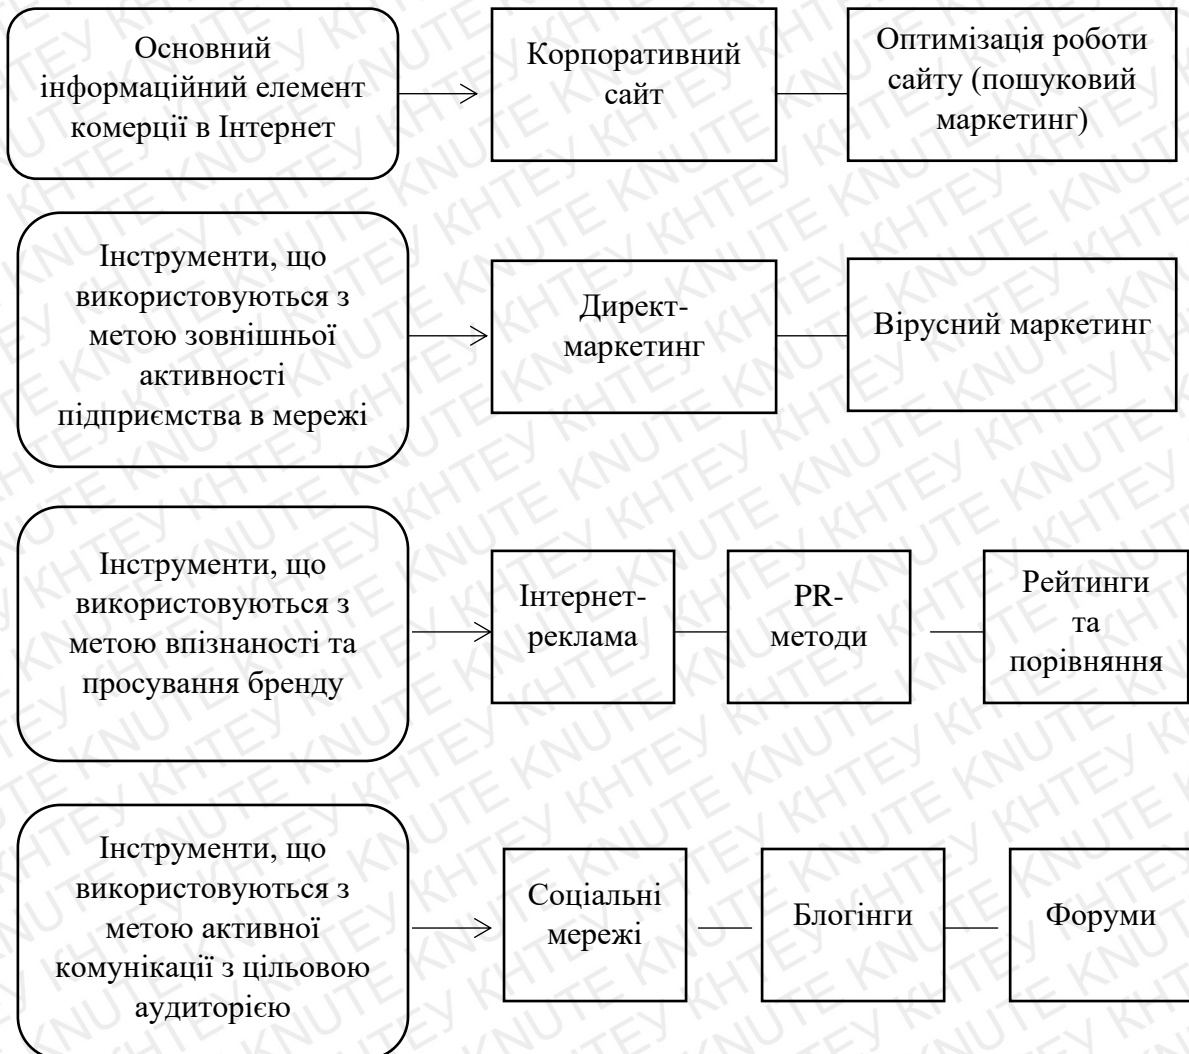 Основний
інформаційний елемент
комерції в Інтернет
Корпоративний
сайт
Оптимізація роботи
сайту (пошуковий
маркетинг)
Інструменти, що
використовуються з
метою зовнішньої
активності
підприємства в мережі
Директ-
маркетинг
Вірусний маркетинг
Інструменти, що
використовуються з
метою впізнаності та
просування бренду
Інтернет-
реклама
PR-
методи
Рейтинги
та
порівняння
Інструменти, що
використовуються з
метою активної
комунікації з цільовою
аудиторією
Соціальні
мережі
Блогінги
Форуми